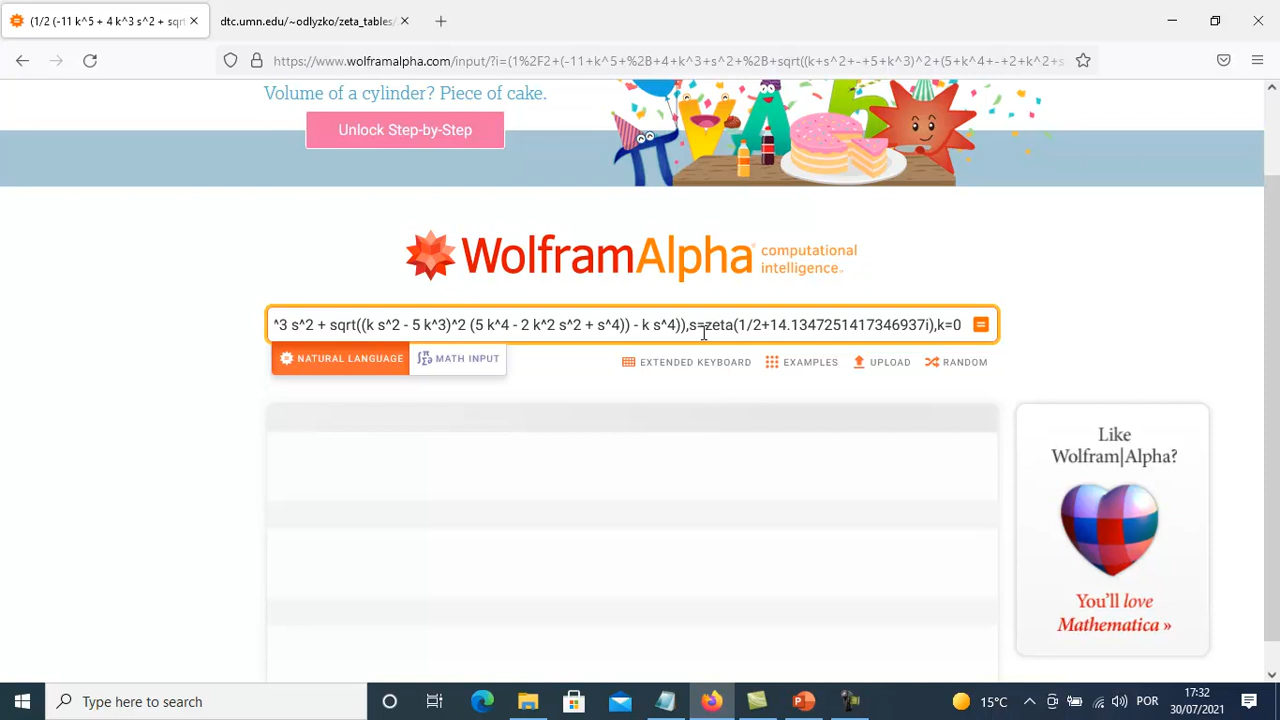 (1/2 (-11 k^5 + 4 k^3 s^2 + sqrt
dtc.umn.edu/~odlyzko/zeta_tables/
https://www.wolframalpha.com/input/?i=(1%2F2+(-11+k^5+%2B+4+k^3+s^2+%2B+sqrt((k+s^2+-+5+k^3)^2+(5+k^4+-+2+k^2+s
Volume of a cylinder? Piece of cake.
Unlock Step-by-Step
WolframAlpha computational intelligence.
^3 s^2 + sqrt((k s^2 - 5 k^3)^2 (5 k^4 - 2 k^2 s^2 + s^4)) - k s^4)),s=zeta(1/2+14.1347251417346937i),k=0
NATURAL LANGUAGE
MATH INPUT
EXTENDED KEYBOARD
EXAMPLES
UPLOAD
RANDOM
Like
Wolfram|Alpha?
You'll love
Mathematica »
Type here to search
15°C
POR
17:32
30/07/2021